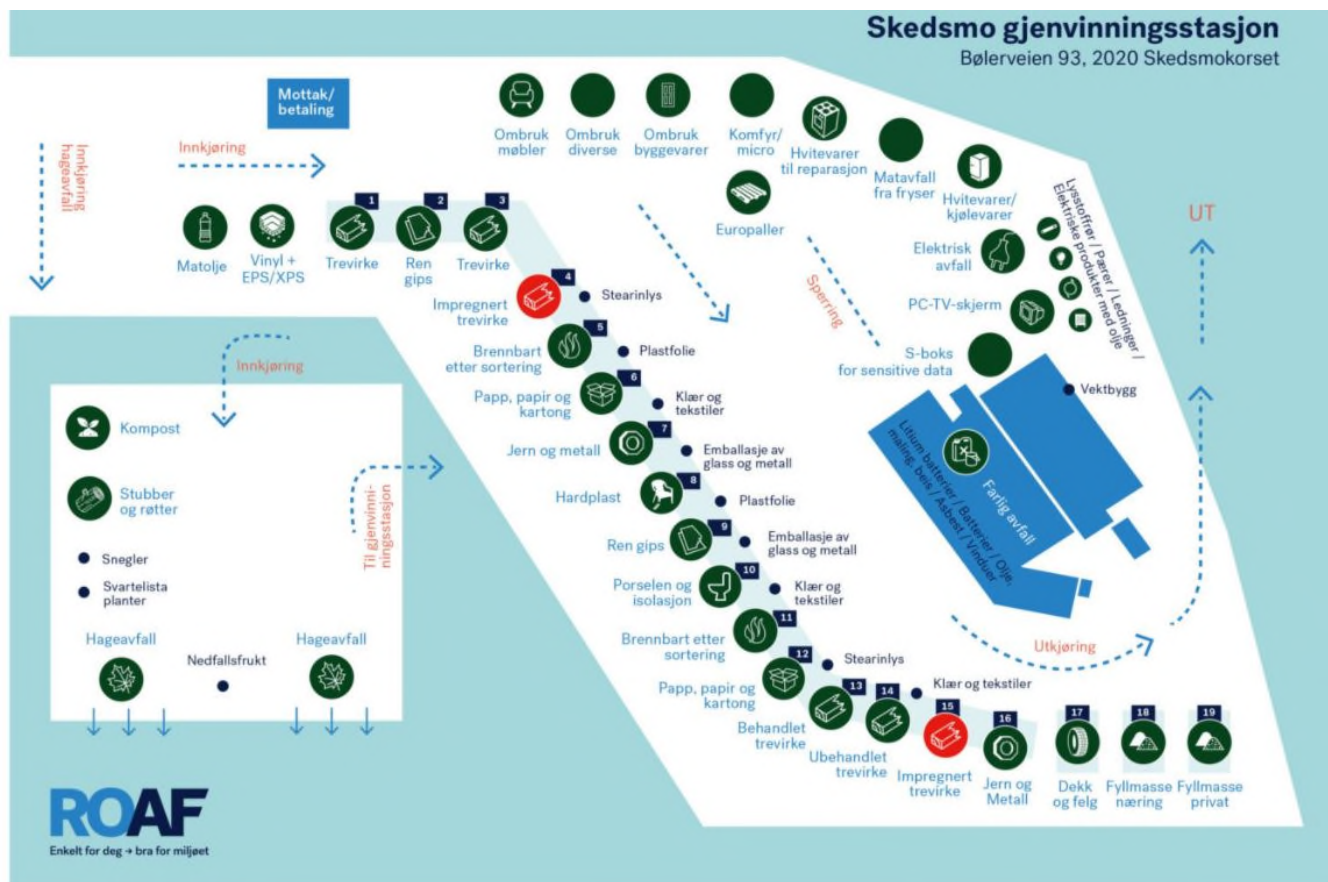 Skedsmo gjenvinningsstasjon
Bølerveien 93, 2020 Skedsmokorset
Mottak/
betaling
Innkjøring
hageavfall
Innkjøring
Ombruk
møbler
Ombruk
diverse
Ombruk
byggevarer
Komfyr/
micro
Hvitevarer
til reparasjon
Matavfall
fra fryser
Hvitevarer/
kjølevarer
Europaller
Elektrisk
avfall
PC-TV-skjerm
S-boks
for sensitive data
Lysstoffrør / Pærer / Ledninger /
Elektriske produkter med olje
UT
Sperring
Vektbygg
Farlig avfall
Litium batterier / Batterier / Olje,
maling, beis / Asbest / Vinduer
Utkjøring
Matolje
Vinyl +
EPS/XPS
1
Trevirke
2
Ren
gips
3
Trevirke
4
Impregnert
trevirke
Stearinlys
5
Brennbart
etter sortering
Plastfolie
6
Papp, papir og
kartong
Klær og
tekstiler
7
Jern og metall
Emballasje av
glass og metall
8
Hardplast
Plastfolie
9
Ren gips
Emballasje av
glass og metall
10
Porselen og
isolasjon
Klær og
tekstiler
11
Brennbart etter
sortering
12
Papp, papir og
kartong
Stearinlys
13
Behandlet
trevirke
14
Ubehandlet
trevirke
Klær og tekstiler
15
Impregnert
trevirke
16
Jern og
Metall
17
Dekk
og felg
18
Fyllmasse
næring
19
Fyllmasse
privat
Innkjøring
Kompost
Stubber
og røtter
Snegler
Svartelista
planter
Til gjenvinni-
ningsstasjon
Hageavfall
Nedfallsfrukt
Hageavfall
ROAF
Enkelt for deg → bra for miljøet